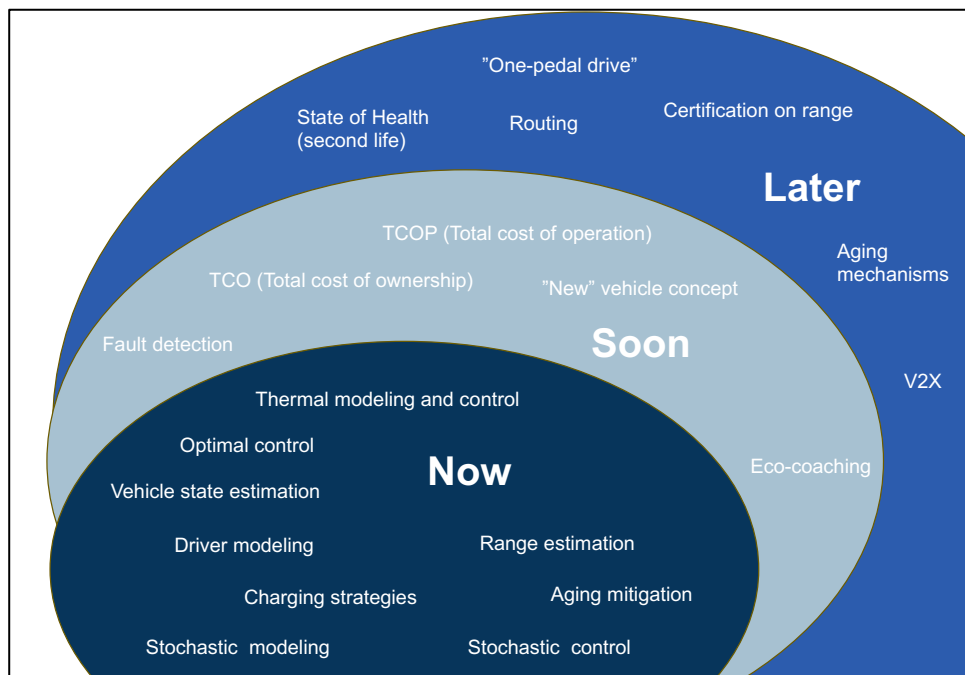 ”One-pedal drive”
State of Health
(second life)
Routing
Certification on range
Later
Aging
mechanisms
V2X
TCOP (Total cost of operation)
TCO (Total cost of ownership)
”New” vehicle concept
Fault detection
Soon
Eco-coaching
Thermal modeling and control
Optimal control
Now
Vehicle state estimation
Driver modeling
Range estimation
Charging strategies
Aging mitigation
Stochastic modeling
Stochastic control